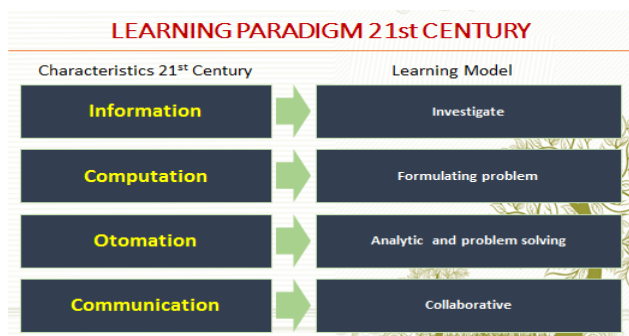 LEARNING PARADIGM 21st CENTURY
Characteristics 21st Century
Learning Model
Information
Investigate
Computation
Formulating problem
Otomation
Analytic and problem solving
Communication
Collaborative